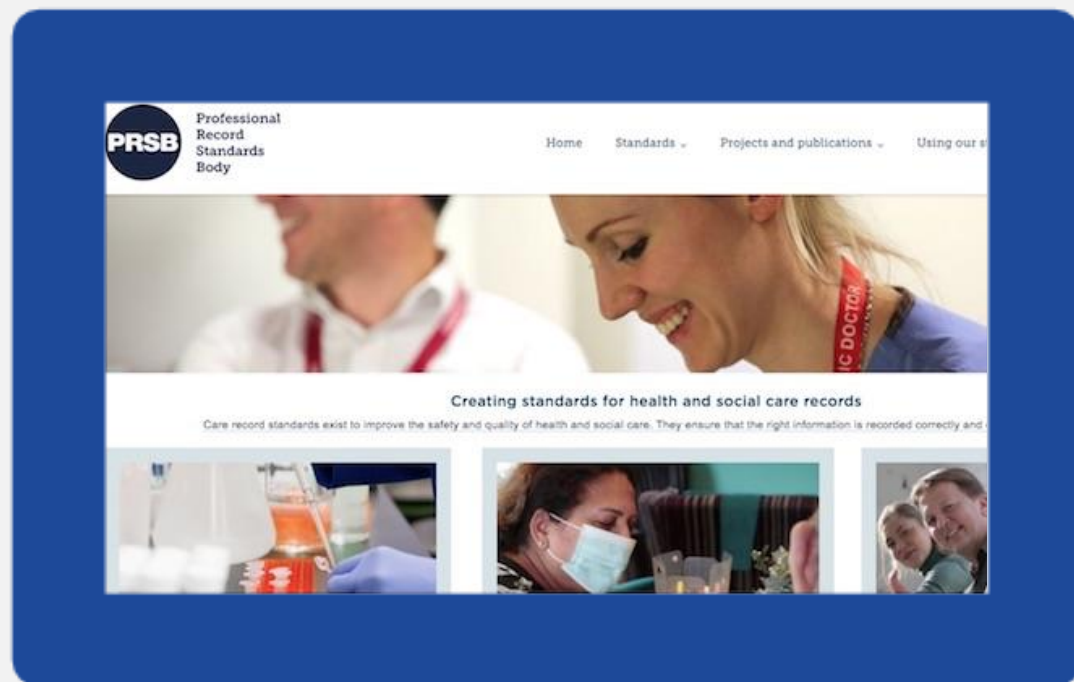 PRSB
Professional
Record
Standards
Body
Home Standards Projects and publications Using our
IC DOCTOR
Creating standards for health and social care records
Care record standards exist to improve the safety and quality of health and social care. They ensure that the right information is recorded correctly and